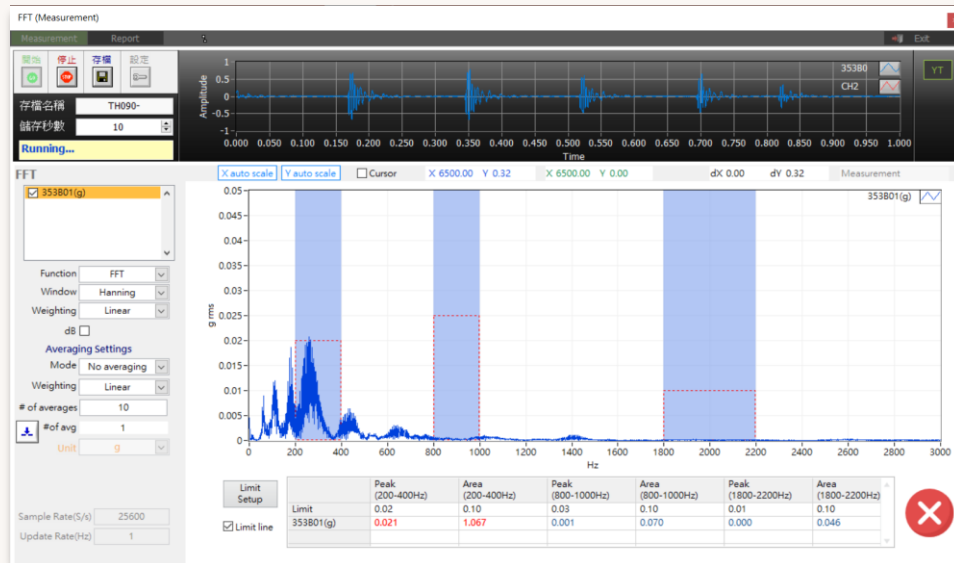 FFT (Measurement)
Measurement Report Exit
開始 停止 存檔 設定
STOP
存檔名稱 TH090-
儲存秒數 10
Running...
Amplitude
1
0.5
0
-0.5
-1
0.000 0.050 0.100 0.150 0.200 0.250 0.300 0.350 0.400 0.450 0.500 0.550 0.600 0.650 0.700 0.750 0.800 0.850 0.900 0.950 1.000
Time
353B0
CH2
YT
FFT
X auto scale Y auto scale Cursor X 6500.00 Y 0.32 X 6500.00 Y 0.00 dX 0.00 dY 0.32 Measurement
353B01(g)
Function FFT
Window Hanning
Weighting Linear
dB
Averaging Settings
Mode No averaging
Weighting Linear
# of averages 10
#of avg 1
Unit g
Sample Rate(S/s) 25600
Update Rate(Hz) 1
353B01(g)
g rms
0.05
0.045
0.04
0.035
0.03
0.025
0.02
0.015
0.01
0.005
0
0 200 400 600 800 1000 1200 1400 1600 1800 2000 2200 2400 2600 2800 3000
Hz
Limit Setup
Limit line
Peak (200-400Hz) Area (200-400Hz) Peak (800-1000Hz) Area (800-1000Hz) Peak (1800-2200Hz) Area (1800-2200Hz)
Limit 0.02 0.10 0.03 0.10 0.01 0.10
353B01(g) 0.021 1.067 0.001 0.070 0.000 0.046